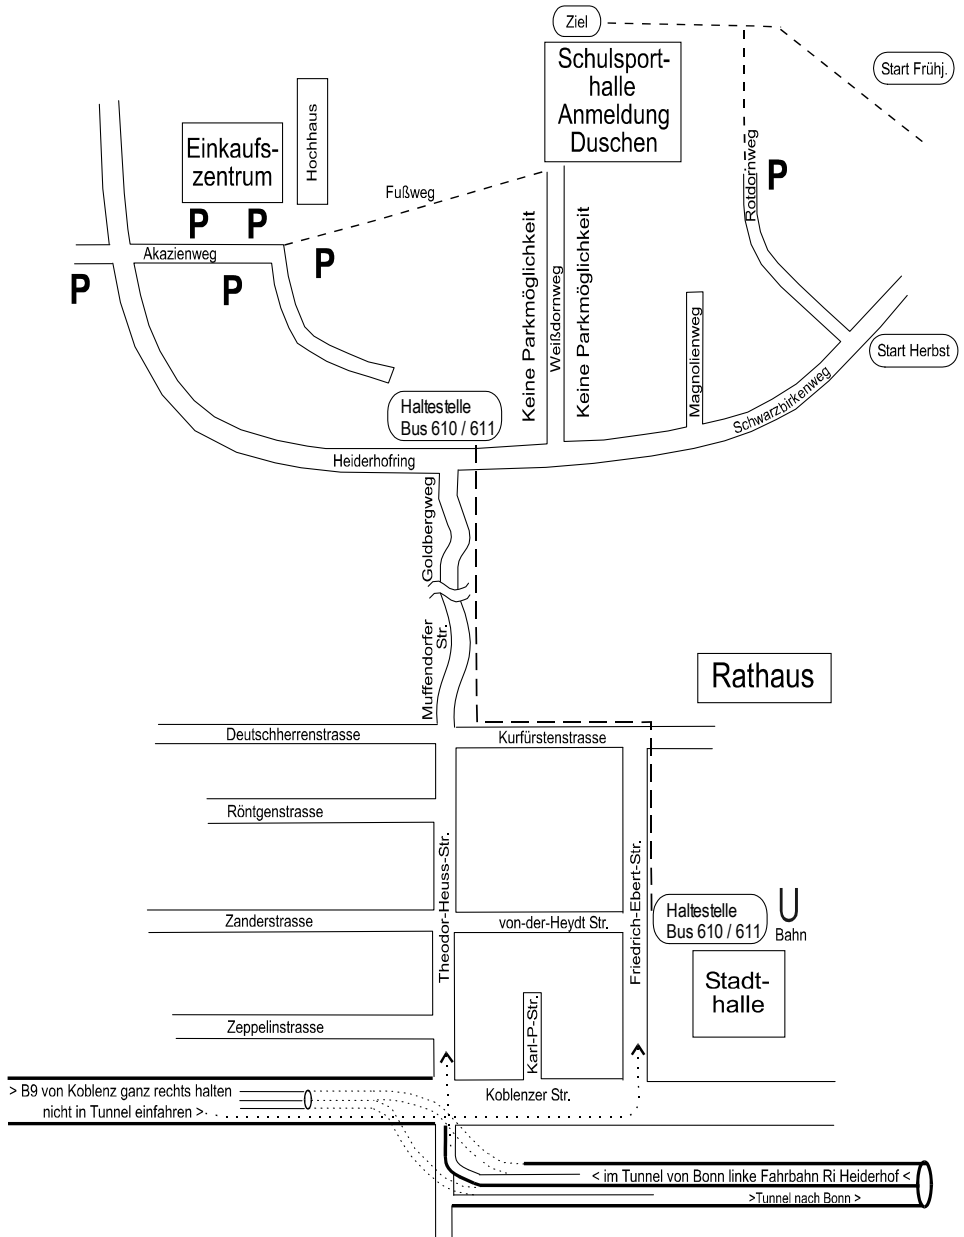 Ziel
Start Frühj.
Schulsport-
halle
Anmeldung
Duschen
Einkaufs-
zentrum
Hochhaus
Fußweg
P
P
P
P
P
P
Akazienweg
Rotdornweg
Keine Parkmöglichkeit
Weißdornweg
Keine Parkmöglichkeit
Magnolienweg
Start Herbst
Schwarzbirkenweg
Haltestelle
Bus 610 / 611
Heiderhofring
Goldbergweg
Muffendorfer
Str.
Rathaus
Deutschherrenstrasse
Kurfürstenstrasse
Röntgenstrasse
Theodor-Heuss-Str.
Friedrich-Ebert-Str.
Zanderstrasse
von-der-Heydt Str.
Haltestelle
Bus 610 / 611
U
Bahn
Stadt-
halle
Karl-P-Str.
Zeppelinstrasse
> B9 von Koblenz ganz rechts halten
nicht in Tunnel einfahren >
Koblenzer Str.
< im Tunnel von Bonn linke Fahrbahn Ri Heiderhof <
>Tunnel nach Bonn >